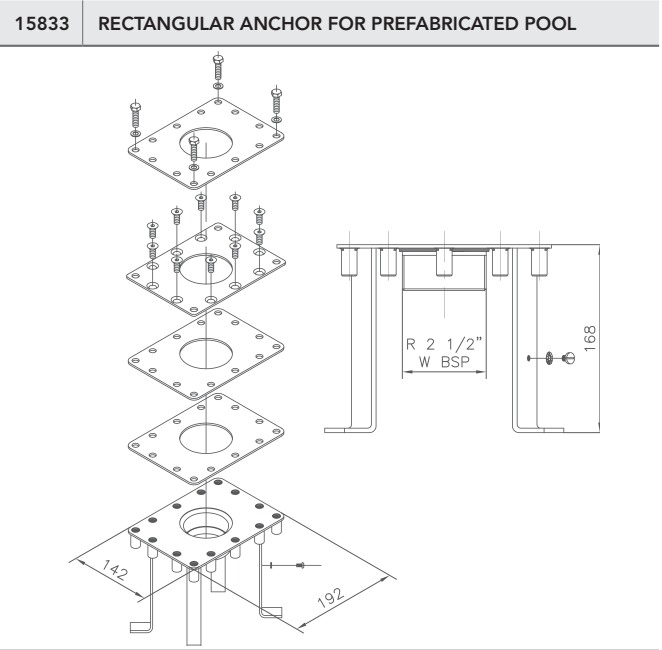 15833 RECTANGULAR ANCHOR FOR PREFABRICATED POOL
R 2 1/2"
W BSP
168
142
192